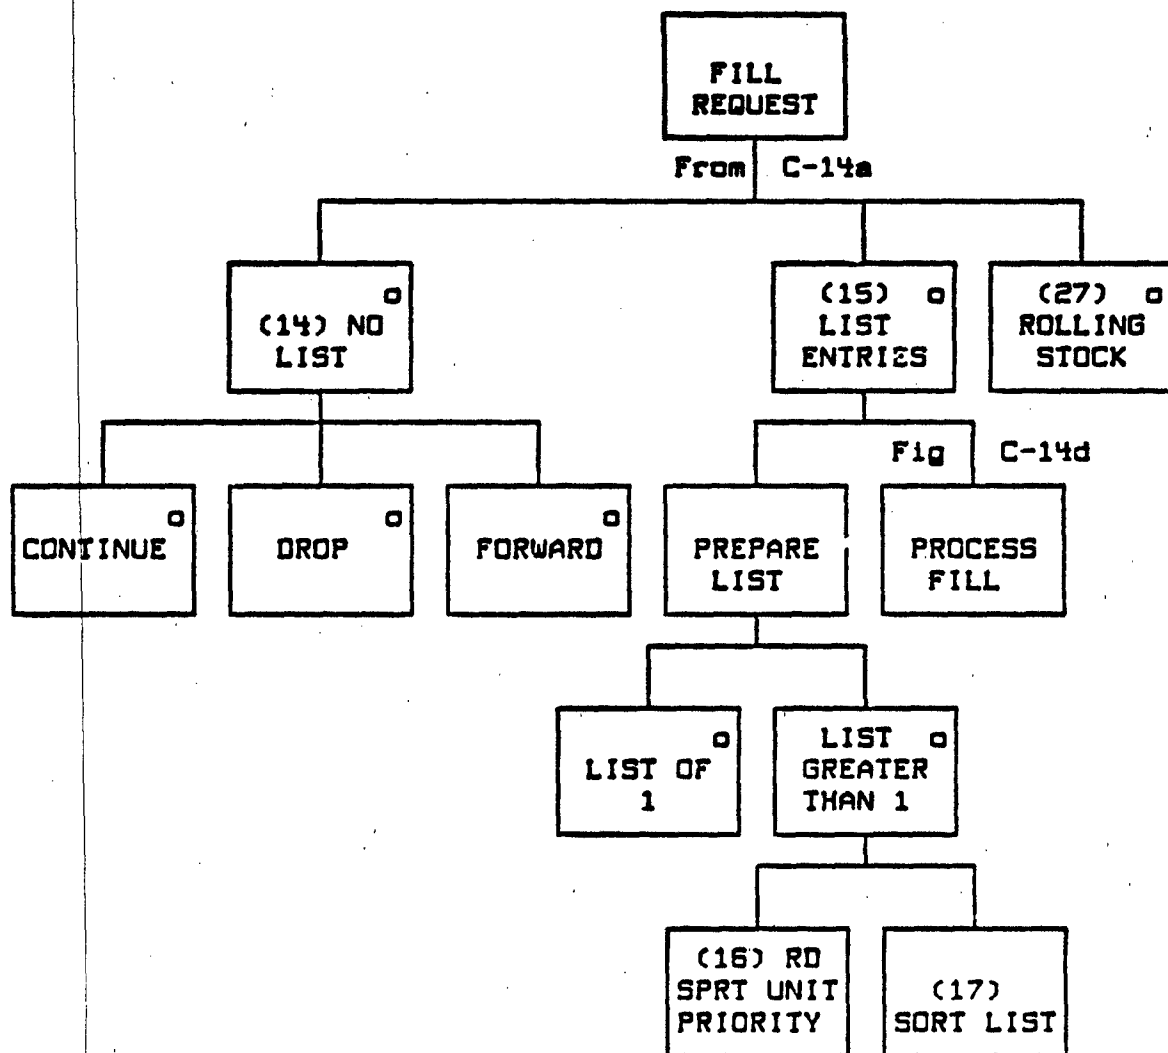 FILL
REQUEST
From C-14a
(14) NO
LIST
(15)
LIST
ENTRIES
(27)
ROLLING
STOCK
Fig C-14d
CONTINUE
DROP
FORWARD
PREPARE
LIST
PROCESS
FILL
LIST OF
1
LIST
GREATER
THAN 1
(16) RD
SPRT UNIT
PRIORITY
(17)
SORT LIST